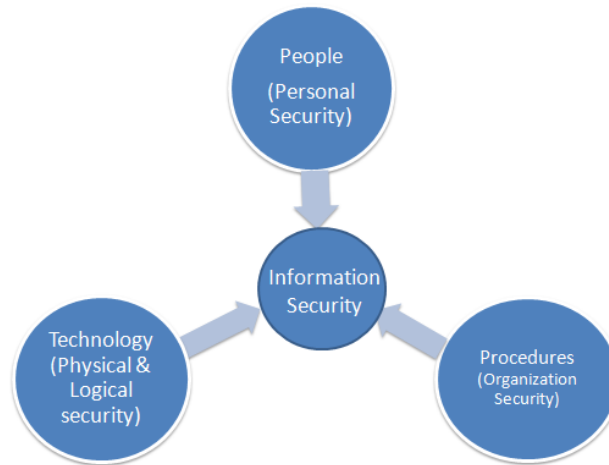 People
(Personal
Security)
Information
Security
Technology
(Physical &
Logical
security)
Procedures
(Organization
Security)